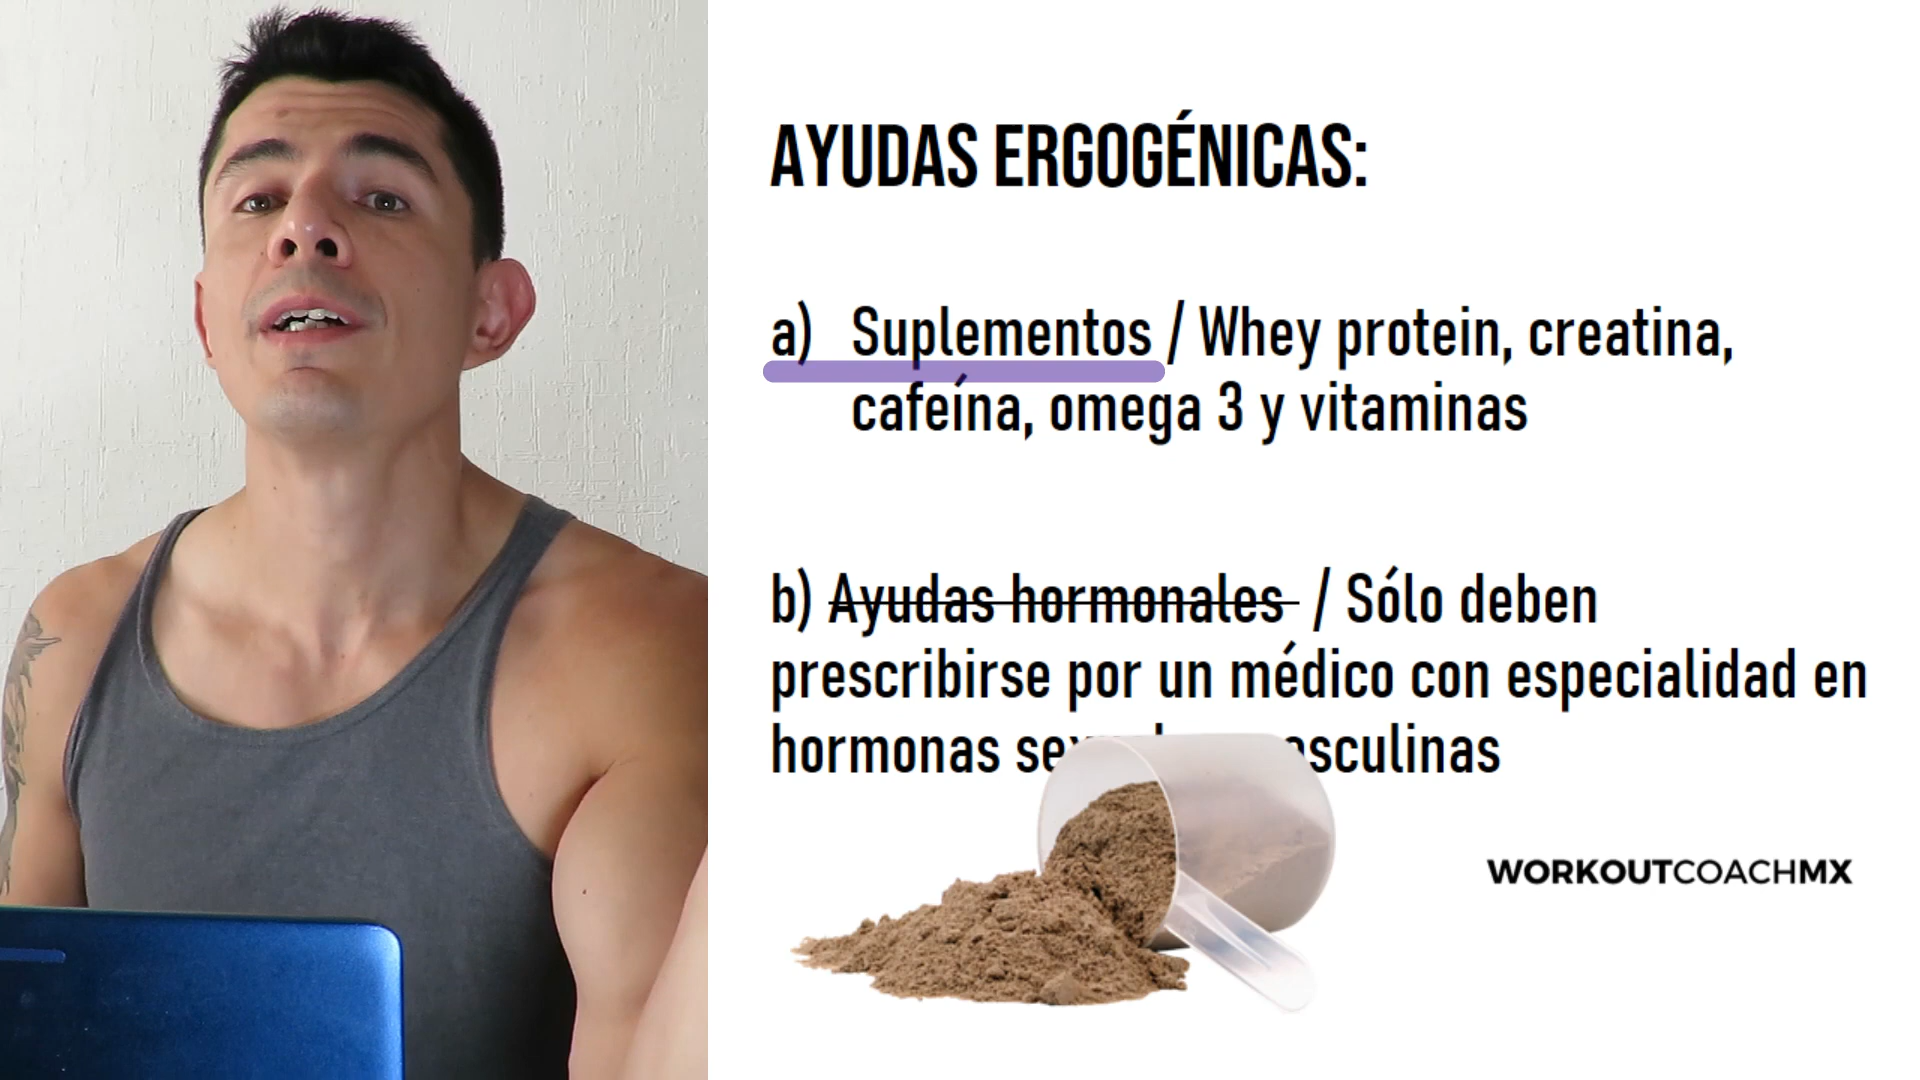 AYUDAS ERGOGÉNICAS:
a) Suplementos / Whey protein, creatina,
cafeína, omega 3 y vitaminas
b) Ayudas hormonales / Sólo deben
prescribirse por un médico con especialidad en
hormonas
WORKOUTCOACHMX